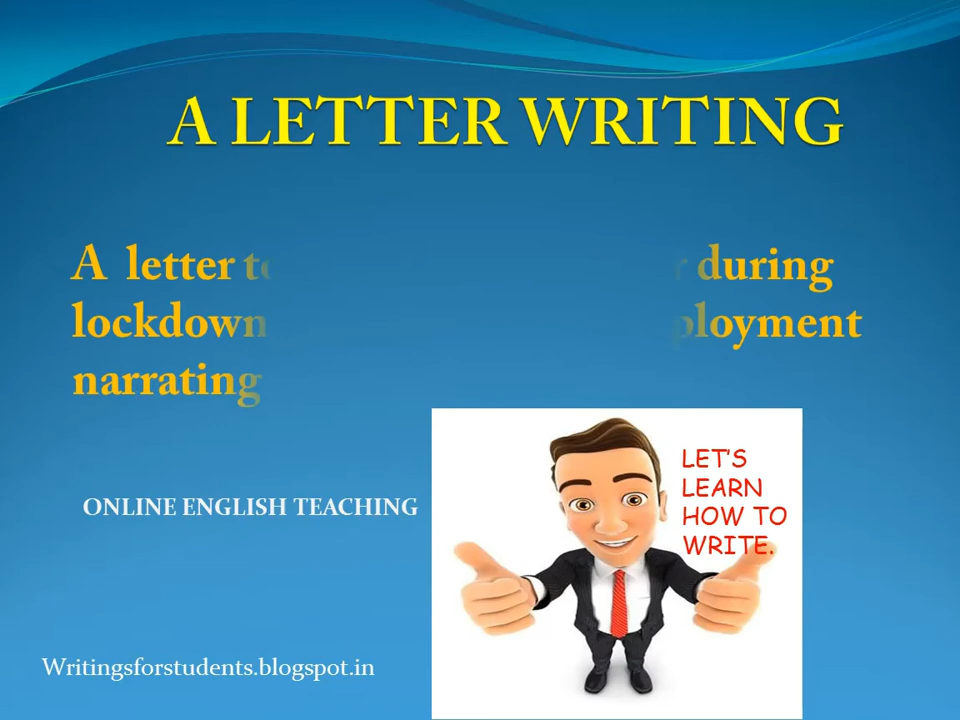 A LETTER WRITING
A letter during
lockdown
narrating
LET'S
LEARN
HOW TO
WRITE.
ONLINE ENGLISH TEACHING
Writingsforstudents.blogspot.in